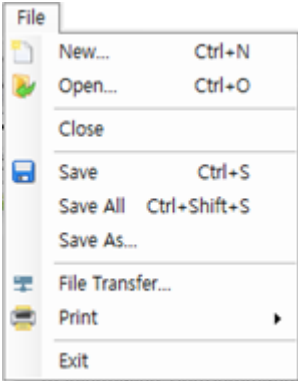 File
New... Ctrl+N
Open... Ctrl+O
Close
Save Ctrl+S
Save All Ctrl+Shift+S
Save As...
File Transfer...
Print
Exit